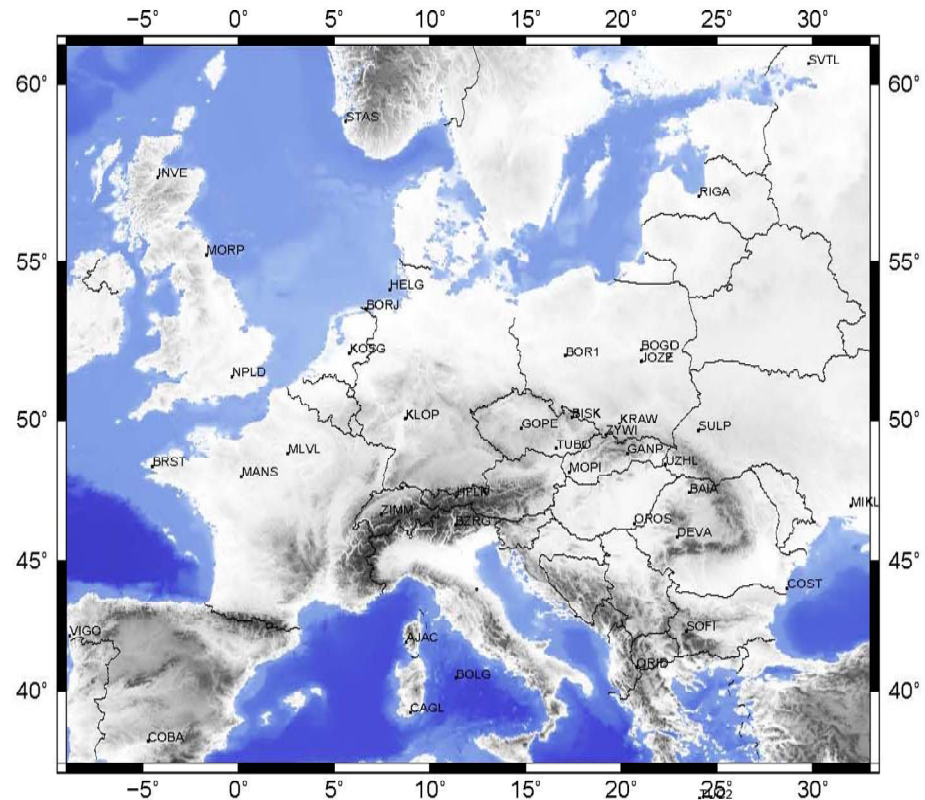 −5° 0° 5° 10° 15° 20° 25° 30°
60° 60°
SVTL
STAS
INVE
RIGA
MORP
55° 55°
HELG
BORJ
KOSG
BOR1
BOGO
JOZE
NPLD
KLOP
BISK
KRAW
50° 50°
GOPE
ZYWI
SULP
TUBO
GANP
MLVL
UZHL
BRST
MOPI
MANS
HFLK
BAIA
MIKL
ZIMM
BZRG
OROS
DEVA
45° 45°
COST
VIGO
SOFI
AJAC
ORID
BOLG
40° 40°
CAGL
COBA
−5° 0° 5° 10° 15° 20° 25° 30°
TUC2